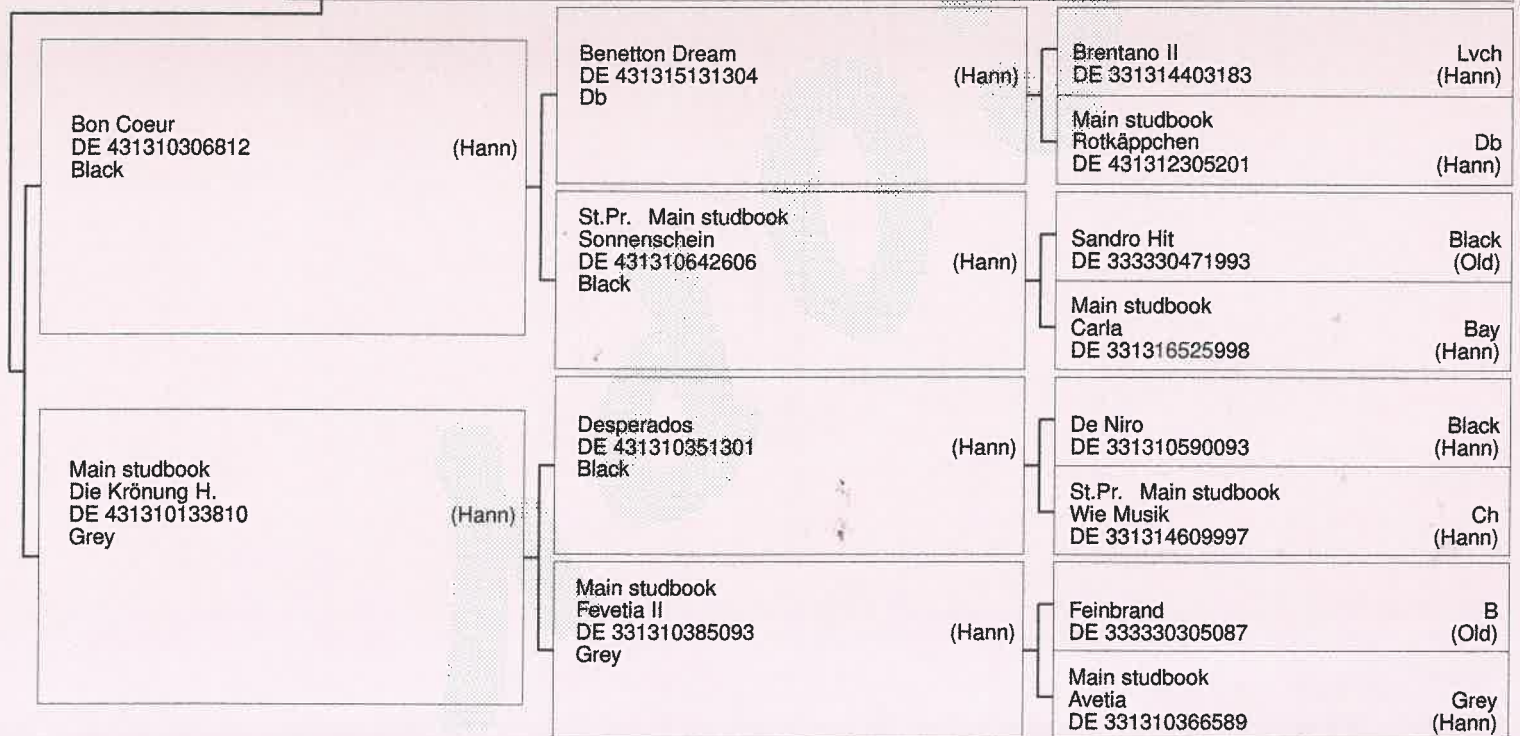 Bon Coeur
DE 431310306812 (Hann)
Black
Main studbook
Die Krönung H.
DE 431310133810 (Hann)
Grey
Benetton Dream
DE 431315131304 (Hann)
Db
St.Pr. Main studbook
Sonnenschein
DE 431310642606 (Hann)
Black
Desperados
DE 431310351301 (Hann)
Black
Main studbook
Fevetia II
DE 331310385093 (Hann)
Grey
Brentano II Lvch
DE 331314403183 (Hann)
Main studbook
Rotkäppchen Db
DE 431312305201 (Hann)
Sandro Hit Black
DE 333330471993 (Old)
Main studbook
Carla Bay
DE 331316525998 (Hann)
De Niro Black
DE 331310590093 (Hann)
St.Pr. Main studbook
Wie Musik Ch
DE 331314609997 (Hann)
Feinbrand B
DE 333330305087 (Old)
Main studbook
Avetia Grey
DE 331310366589 (Hann)